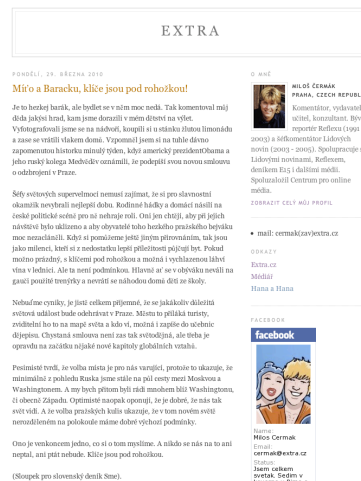 EXTRA
PONDĚLÍ, 29. BŘEZNA 2010
Míťo a Baracku, klíče jsou pod rohožkou!
Je to hezkej barák, ale bydlet se v něm moc nedá. Tak komentoval můj
děda jakýsi hrad, kam jsme dorazili v mém dětství na výlet.
Vyfotografovali jsme se na nádvoří, koupili si u stánku žlutou limonádu
a zase se vrátili vlakem domů. Vzpomněl jsem si na tuhle dávno
zapomenutou historku minulý týden, když americký prezidentObama a
jeho ruský kolega Medvěděv oznámili, že podepíší svou novou smlouvu
o odzbrojení v Praze.
Šéfy světových supervelmocí nemusí zajímat, že si pro slavnostní
okamžik nevybrali nejlepší dobu. Rodinné hádky a domácí násilí na
české politické scéně pro ně nehraje roli. Oni jen chtějí, aby při jejich
návštěvě bylo uklizeno a aby obyvatelé toho hezkého pražského bejváku
moc nezacláněli. Když si pomůžeme ještě jiným přirovnáním, tak jsou
jako milenci, kteří si z nedostatku lepší příležitosti půjčují byt. Pokud
možno prázdný, s klíčemi pod rohožkou a možná i vychlazenou láhví
vína v lednici. Ale ta není podmínkou. Hlavně ať se v obýváku neválí na
gauči použité trenýrky a nevrátí se náhodou domů děti ze školy.
Nebuďme cyniky, je jistě celkem příjemné, že se jakákoliv důležitá
světová událost bude odehrávat v Praze. Městu to přiláká turisty,
zviditelní ho to na mapě světa a kdo ví, možná i zapíše do učebnic
dějepisu. Chystaná smlouva není zas tak světodějná, ale třeba je
opravdu na začátku nějaké nové kapitoly globálních vztahů.
Pesimisté tvrdí, že volba místa je pro nás varující, protože to ukazuje, že
minimálně z pohledu Ruska jsme stále na půl cesty mezi Moskvou a
Washingtonem. A my bychom přitom byli rádi mnohem blíž Washingtonu,
či obecně Západu. Optimisté naopak oponují, že je dobré, že nás tak
svět vidí. A že volba pražských kulis ukazuje, že v tom novém světě
nerozděleném na polokoule máme dobré výchozí podmínky.
Ono je venkoncem jedno, co si o tom myslíme. A nikdo se nás na to ani
neptal, ani ptát nebude. Klíče jsou pod rohožkou.
(Sloupek pro slovenský deník Sme).
O MNĚ
MILOŠ ČERMÁK
PRAHA, CZECH REPUBL
Komentátor, vydavatel
učitel, konzultant. Býv
reportér Reflexu (1991
2003) a šéfkomentátor Lidových
novin (2003 - 2005). Spolupracuje s
Lidovými novinami, Reflexem,
deníkem E15 i dalšími médii.
Spoluzaložil Centrum pro online
média.
ZOBRAZIT CELÝ MŮJ PROFIL
mail: cermak(zav)extra.cz
ODKAZY
Extra.cz
Médiář
Hana a Hana
FACEBOOK
facebook
Name:
Milos Cermak
Email:
cermak@extra.cz
Status:
Jsem celkem
svetak. Sedim v